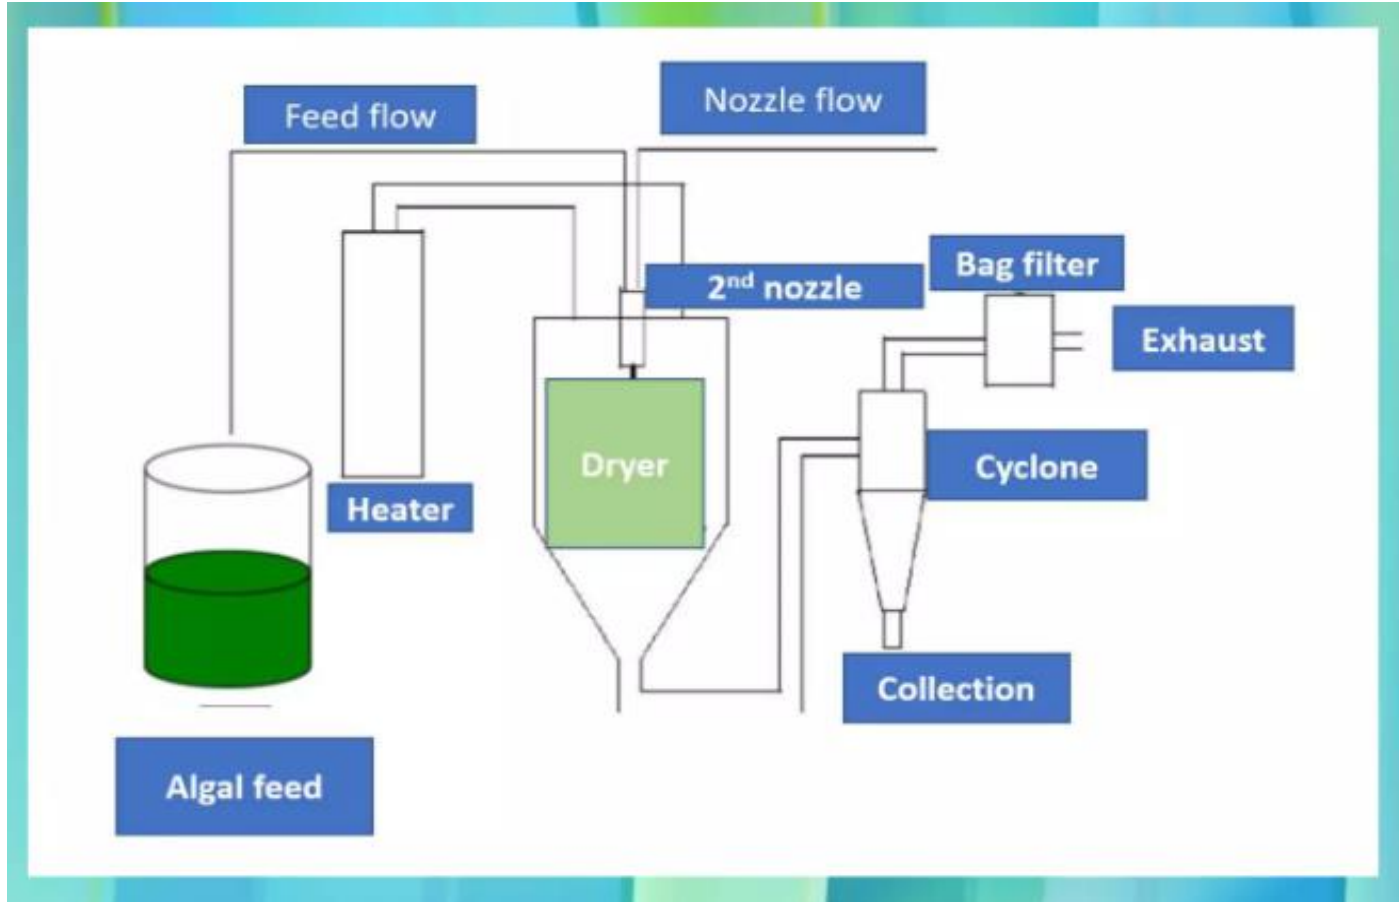 Nozzle flow
Feed flow
Bag filter
2nd nozzle
Exhaust
Dryer
Cyclone
Heater
Collection
Algal feed